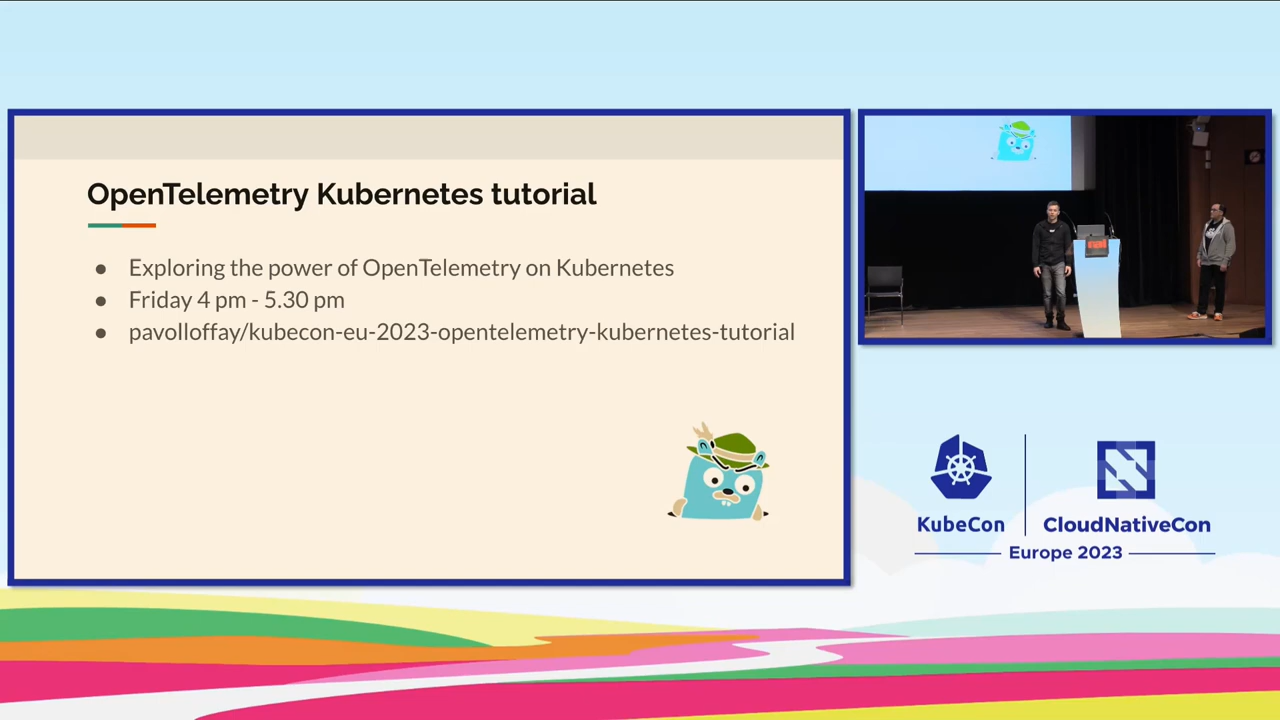 OpenTelemetry Kubernetes tutorial
● Exploring the power of OpenTelemetry on Kubernetes
● Friday 4 pm - 5.30 pm
● pavolloffay/kubecon-eu-2023-opentelemetry-kubernetes-tutorial
rai
KubeCon
CloudNativeCon
Europe 2023